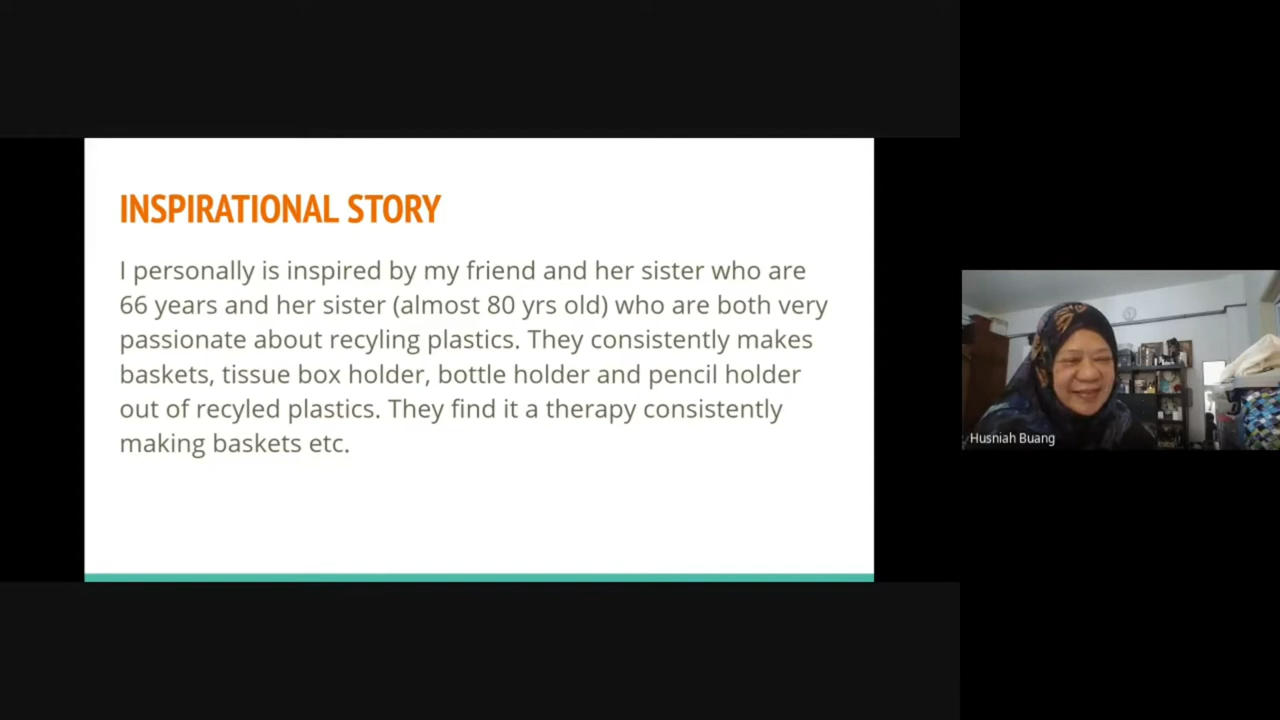 INSPIRATIONAL STORY
I personally is inspired by my friend and her sister who are
66 years and her sister (almost 80 yrs old) who are both very
passionate about recyling plastics. They consistently makes
baskets, tissue box holder, bottle holder and pencil holder
out of recyled plastics. They find it a therapy consistently
making baskets etc.
Husniah Buang